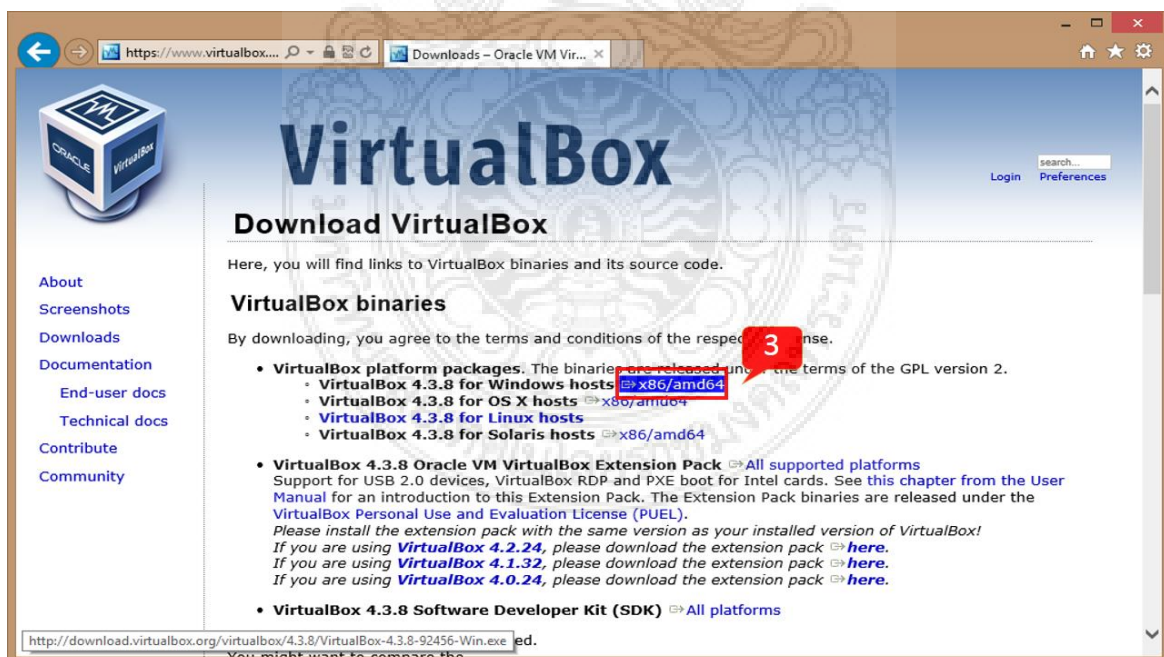 https://www.virtualbox....
Downloads – Oracle VM Vir...
ORACLE
VirtualBox
VirtualBox
search...
Login Preferences
Download VirtualBox
Here, you will find links to VirtualBox binaries and its source code.
About
Screenshots
Downloads
Documentation
End-user docs
Technical docs
Contribute
Community
VirtualBox binaries
By downloading, you agree to the terms and conditions of the respec nse.
3
• VirtualBox platform packages. The binaries are released under the terms of the GPL version 2.
◦ VirtualBox 4.3.8 for Windows hosts x86/amd64
◦ VirtualBox 4.3.8 for OS X hosts x86/amd64
◦ VirtualBox 4.3.8 for Linux hosts
◦ VirtualBox 4.3.8 for Solaris hosts x86/amd64
• VirtualBox 4.3.8 Oracle VM VirtualBox Extension Pack All supported platforms
Support for USB 2.0 devices, VirtualBox RDP and PXE boot for Intel cards. See this chapter from the User
Manual for an introduction to this Extension Pack. The Extension Pack binaries are released under the
VirtualBox Personal Use and Evaluation License (PUEL).
Please install the extension pack with the same version as your installed version of VirtualBox!
If you are using VirtualBox 4.2.24, please download the extension pack here.
If you are using VirtualBox 4.1.32, please download the extension pack here.
If you are using VirtualBox 4.0.24, please download the extension pack here.
• VirtualBox 4.3.8 Software Developer Kit (SDK) All platforms
http://download.virtualbox.org/virtualbox/4.3.8/VirtualBox-4.3.8-92456-Win.exe ed.
You might want to compare the